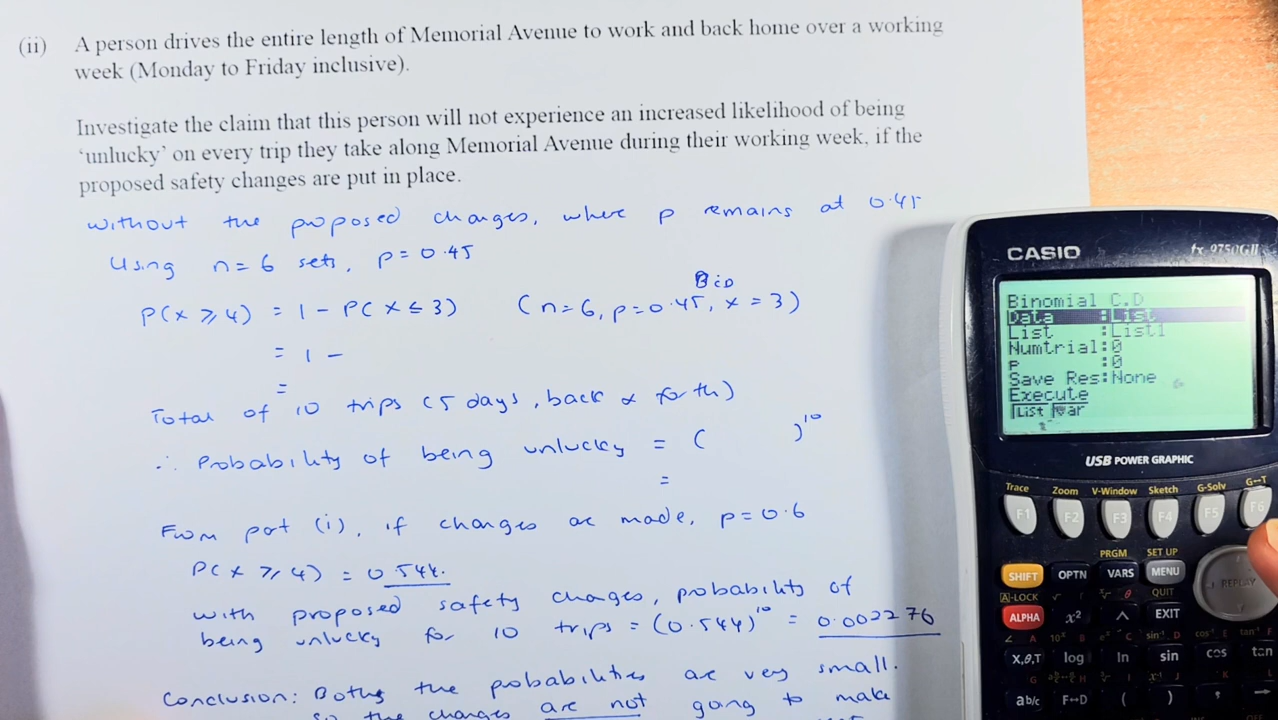 (ii) A person drives the entire length of Memorial Avenue to work and back home over a working
week (Monday to Friday inclusive).
Investigate the claim that this person will not experience an increased likelihood of being
‘unlucky’ on every trip they take along Memorial Avenue during their working week, if the
proposed safety changes are put in place.
without the proposed changes, where p remains at 0.45
Using n=6 sets, p=0.45
P(x ⩾ 4) = 1 - P(x ≤ 3) (n=6, p=0.45, x=3)
= 1 -
=
Total of 10 trips (5 days, back & forth)
∴ Probability of being unlucky = ( )^10
=
From part (i), if changes are made, p=0.6
P(x ⩾ 4) = 0.544.
with proposed safety changes, probability of
being unlucky for 10 trips = (0.544)^10 = 0.002276
Conclusion: Both the probabilities are very small.
so the changes are not going to make
CASIO fx-9750GII
Binomial C.D
Data :List
List :List1
Numtrial:0
p :0
Save Res:None
Execute
List Var
USB POWER GRAPHIC
Trace Zoom V-Window Sketch G-Solv G↔T
F1 F2 F3 F4 F5 F6
PRGM SET UP
SHIFT OPTN VARS MENU
REPLAY
A-LOCK QUIT
ALPHA x² ^ EXIT
X,θ,T log ln sin cos tan
ab/c F↔D ( ) , →